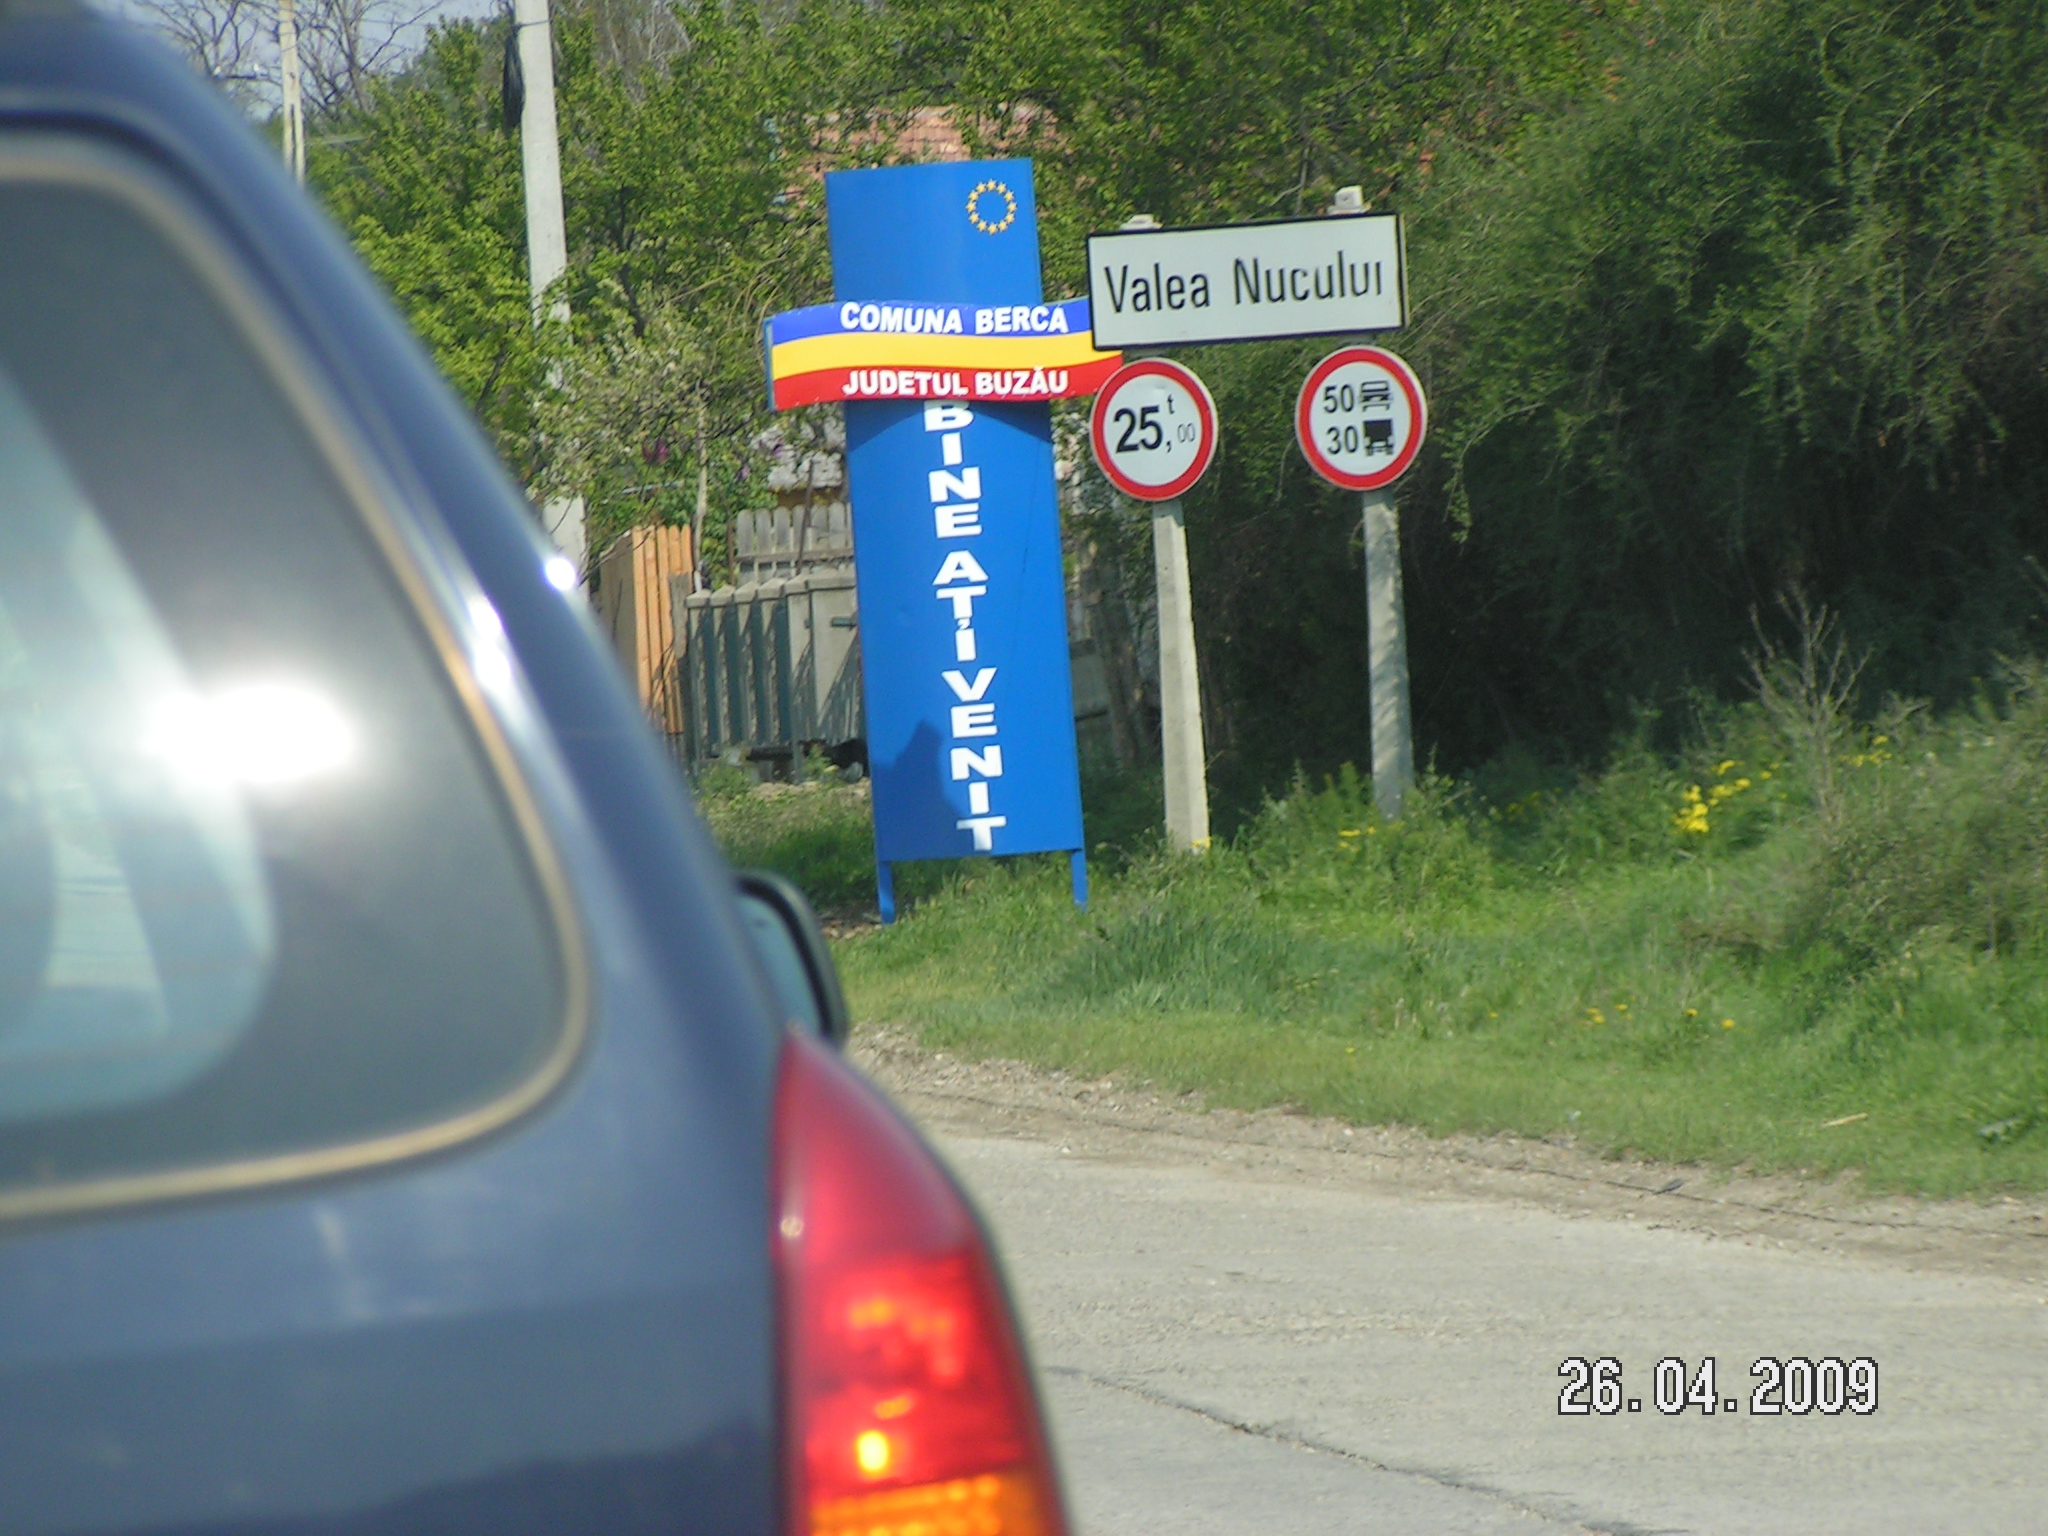 COMUNA BERCA
JUDETUL BUZĂU
BINE AȚI VENIT
Valea Nucului
25,00 t
50
30
26.04.2009